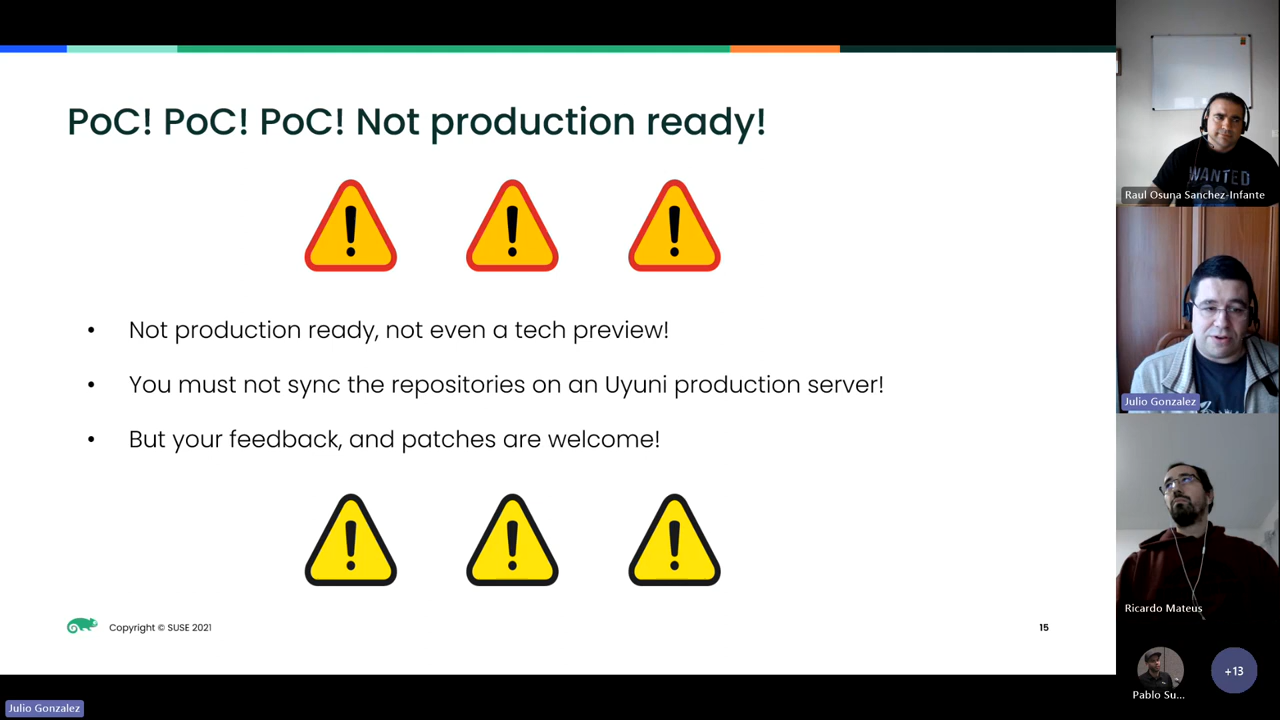 PoC! PoC! PoC! Not production ready!
• Not production ready, not even a tech preview!
• You must not sync the repositories on an Uyuni production server!
• But your feedback, and patches are welcome!
Copyright © SUSE 2021
15
WANTED
Raul Osuna Sanchez-Infante
Julio Gonzalez
Ricardo Mateus
Pablo Su...
+13
Julio Gonzalez